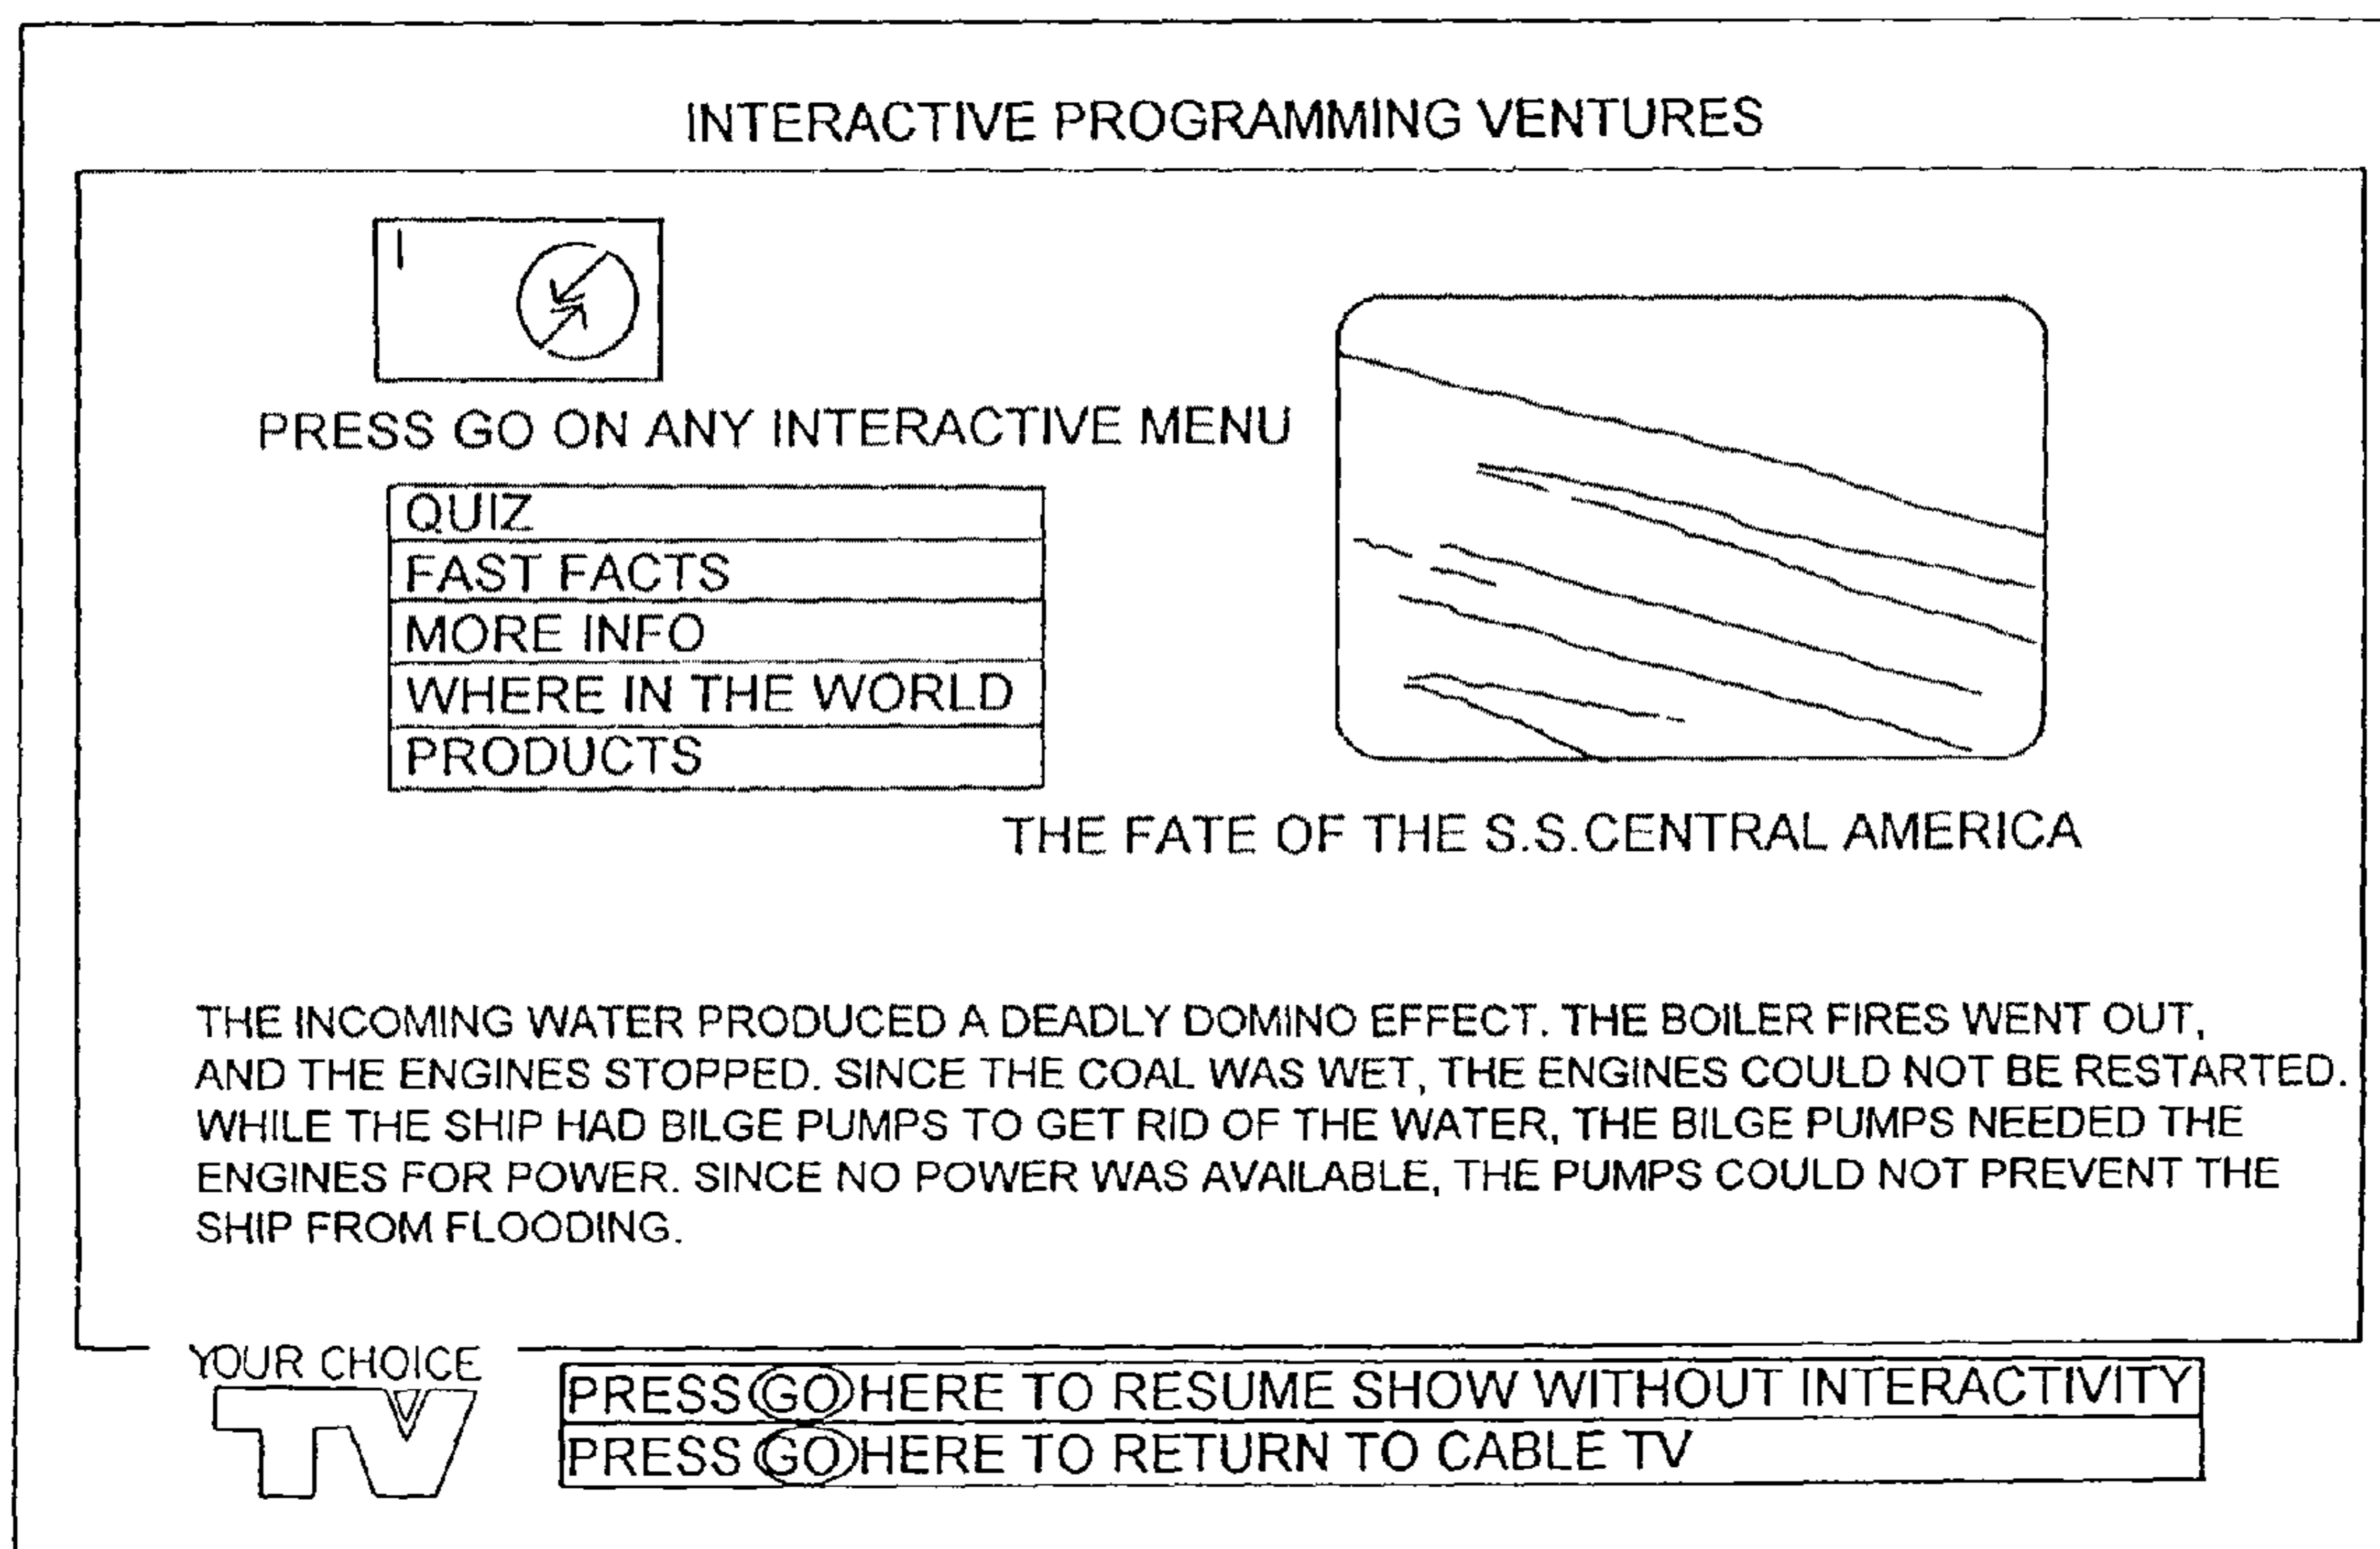 INTERACTIVE PROGRAMMING VENTURES
PRESS GO ON ANY INTERACTIVE MENU
QUIZ
FAST FACTS
MORE INFO
WHERE IN THE WORLD
PRODUCTS
THE FATE OF THE S.S.CENTRAL AMERICA
THE INCOMING WATER PRODUCED A DEADLY DOMINO EFFECT. THE BOILER FIRES WENT OUT,
AND THE ENGINES STOPPED. SINCE THE COAL WAS WET, THE ENGINES COULD NOT BE RESTARTED.
WHILE THE SHIP HAD BILGE PUMPS TO GET RID OF THE WATER, THE BILGE PUMPS NEEDED THE
ENGINES FOR POWER. SINCE NO POWER WAS AVAILABLE, THE PUMPS COULD NOT PREVENT THE
SHIP FROM FLOODING.
YOUR CHOICE
TV
PRESS GO HERE TO RESUME SHOW WITHOUT INTERACTIVITY
PRESS GO HERE TO RETURN TO CABLE TV